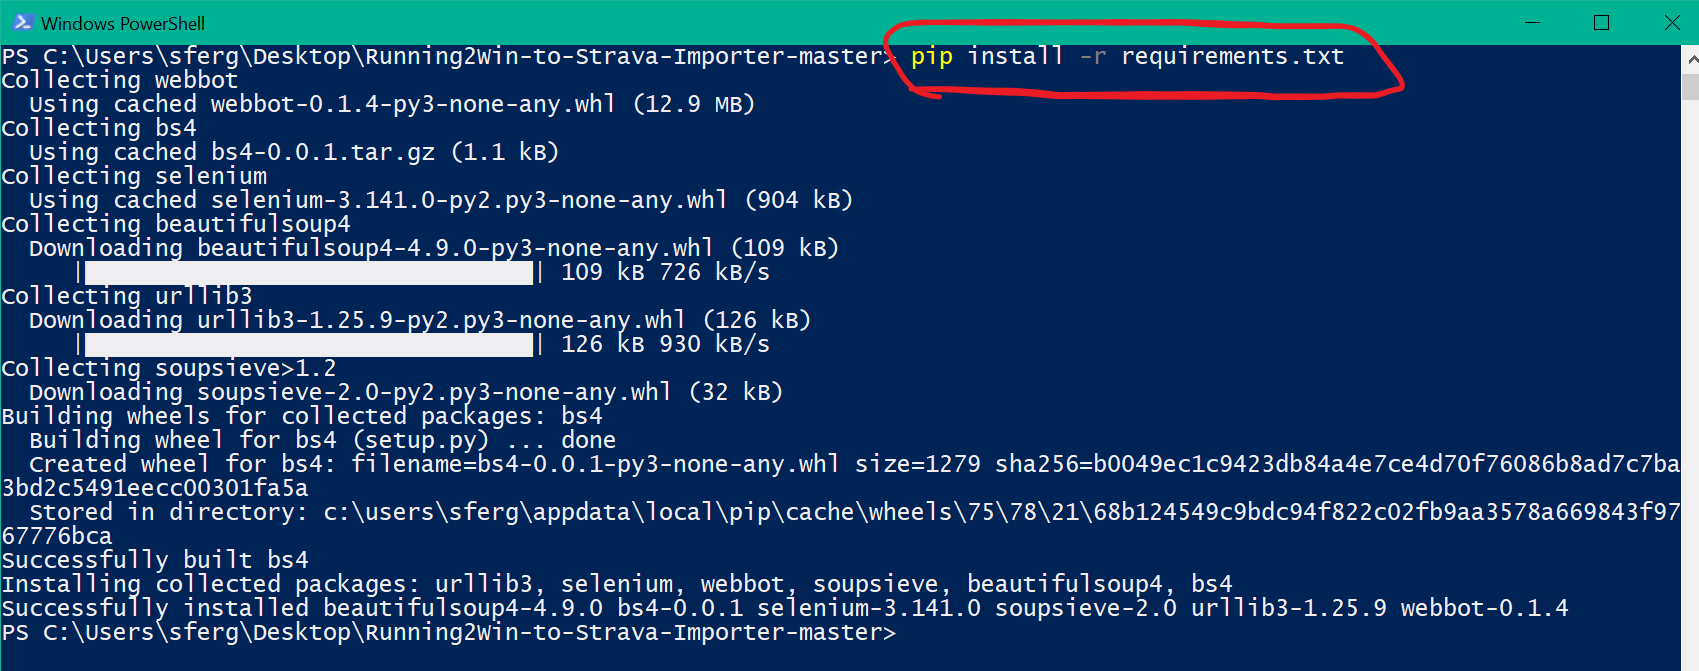 Windows PowerShell
PS C:\Users\sferg\Desktop\Running2Win-to-Strava-Importer-master> pip install -r requirements.txt
Collecting webbot
  Using cached webbot-0.1.4-py3-none-any.whl (12.9 MB)
Collecting bs4
  Using cached bs4-0.0.1.tar.gz (1.1 kB)
Collecting selenium
  Using cached selenium-3.141.0-py2.py3-none-any.whl (904 kB)
Collecting beautifulsoup4
  Downloading beautifulsoup4-4.9.0-py3-none-any.whl (109 kB)
     |████████████████████████████████| 109 kB 726 kB/s
Collecting urllib3
  Downloading urllib3-1.25.9-py2.py3-none-any.whl (126 kB)
     |████████████████████████████████| 126 kB 930 kB/s
Collecting soupsieve>1.2
  Downloading soupsieve-2.0-py2.py3-none-any.whl (32 kB)
Building wheels for collected packages: bs4
  Building wheel for bs4 (setup.py) ... done
  Created wheel for bs4: filename=bs4-0.0.1-py3-none-any.whl size=1279 sha256=b0049ec1c9423db84a4e7ce4d70f76086b8ad7c7ba
3bd2c5491eecc00301fa5a
  Stored in directory: c:\users\sferg\appdata\local\pip\cache\wheels\75\78\21\68b124549c9bdc94f822c02fb9aa3578a669843f97
67776bca
Successfully built bs4
Installing collected packages: urllib3, selenium, webbot, soupsieve, beautifulsoup4, bs4
Successfully installed beautifulsoup4-4.9.0 bs4-0.0.1 selenium-3.141.0 soupsieve-2.0 urllib3-1.25.9 webbot-0.1.4
PS C:\Users\sferg\Desktop\Running2Win-to-Strava-Importer-master>